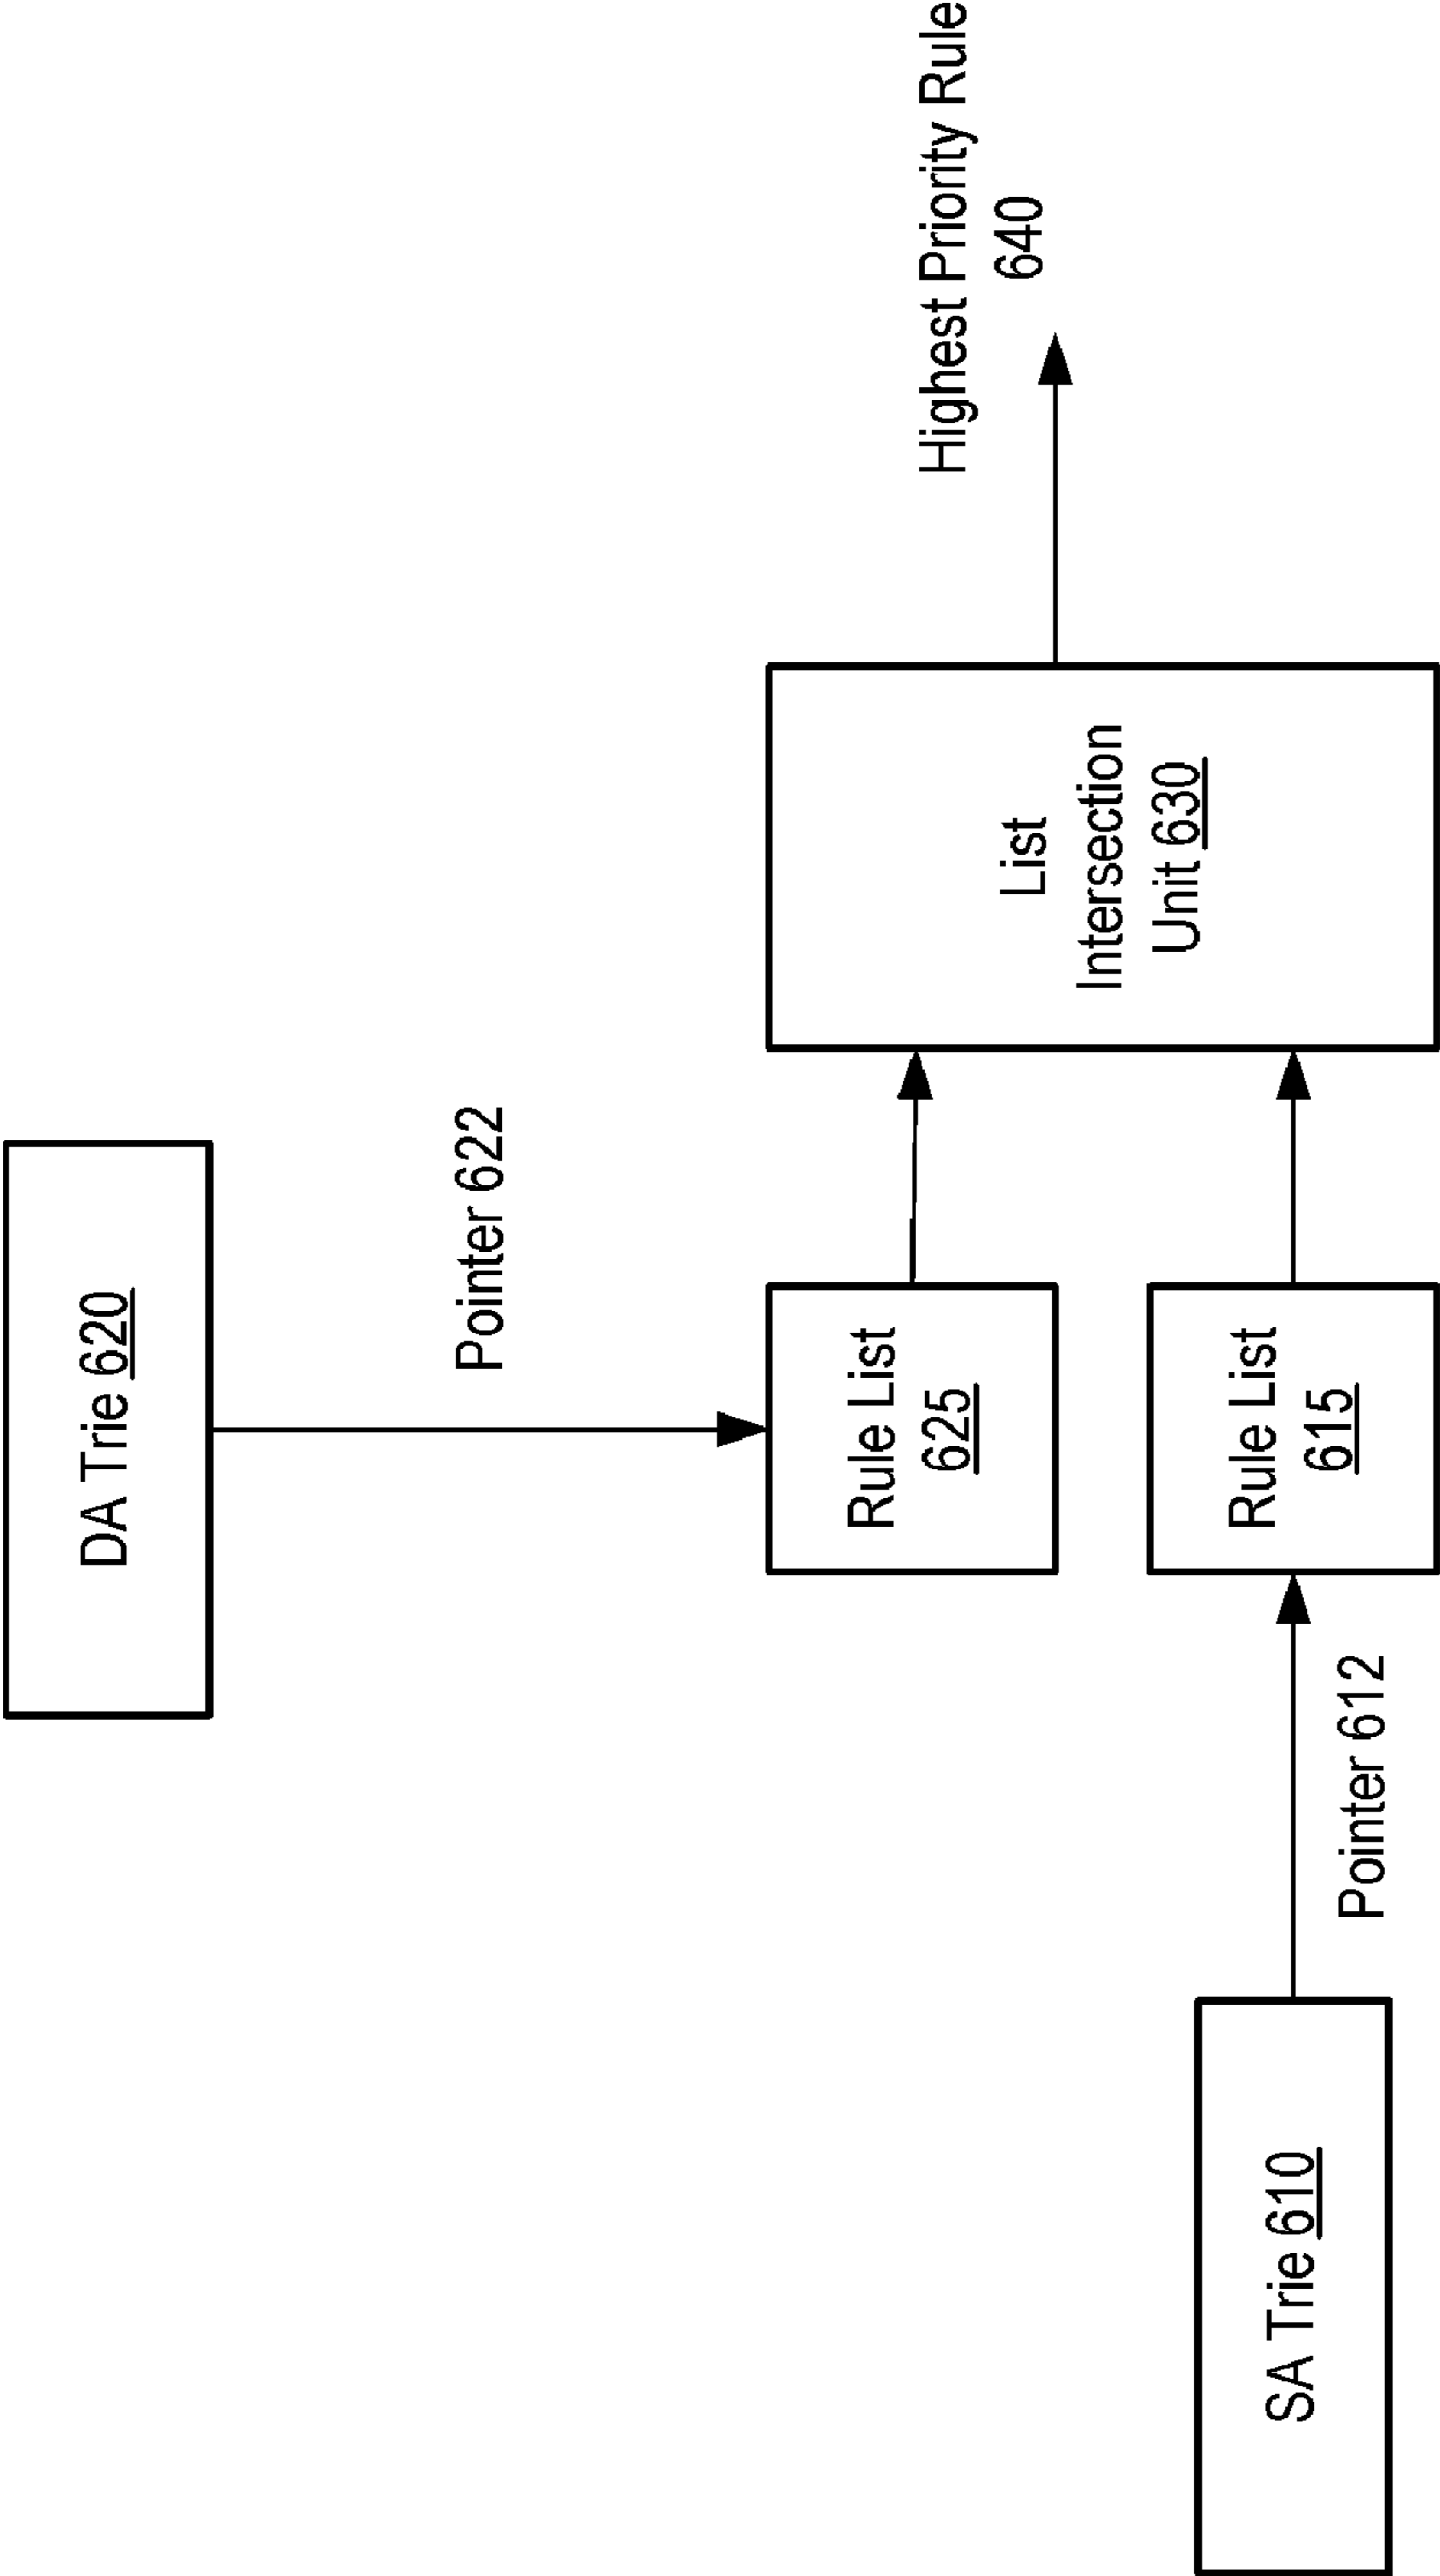 DA Trie 620
Pointer 622
Rule List
625
Highest Priority Rule
640
List
Intersection
Unit 630
Rule List
615
Pointer 612
SA Trie 610